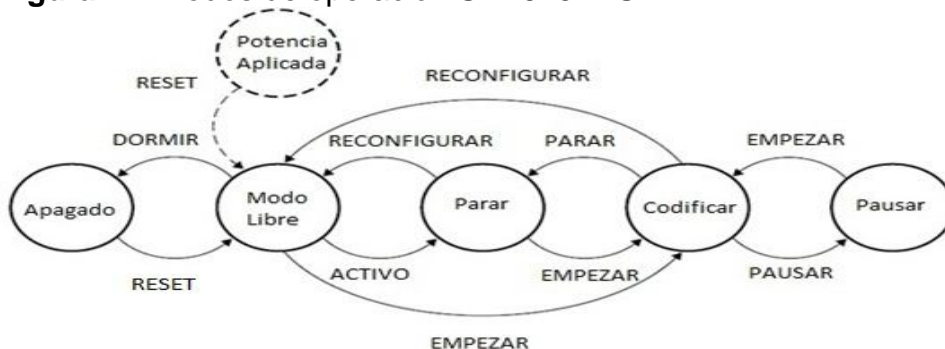 Potencia
Aplicada
RESET
RECONFIGURAR
DORMIR
RECONFIGURAR
PARAR
EMPEZAR
Apagado
Modo
Libre
Parar
Codificar
Pausar
RESET
ACTIVO
EMPEZAR
PAUSAR
EMPEZAR